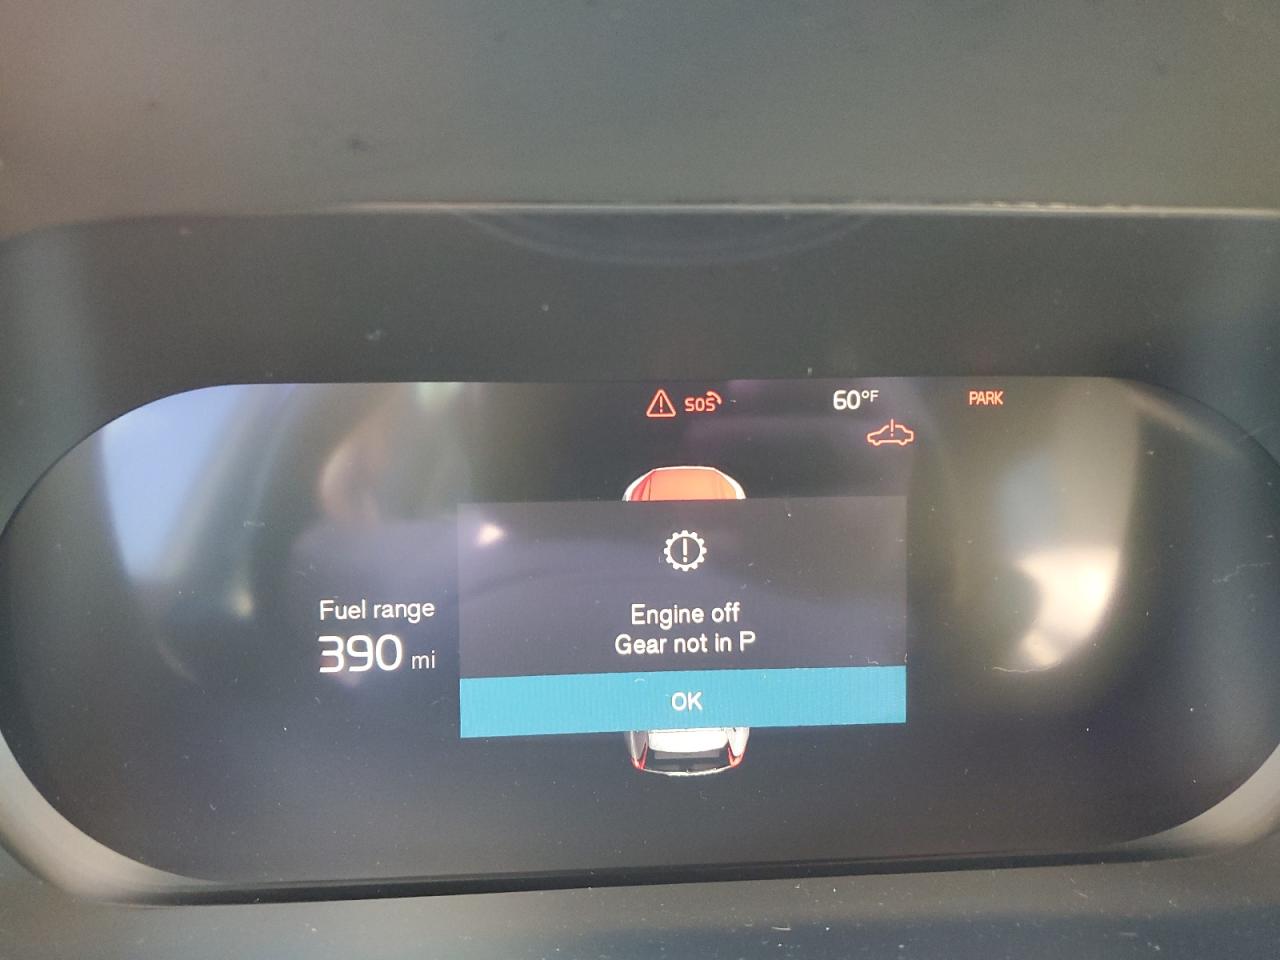 SOS
60°F
PARK
Fuel range
390 mi
Engine off
Gear not in P
OK